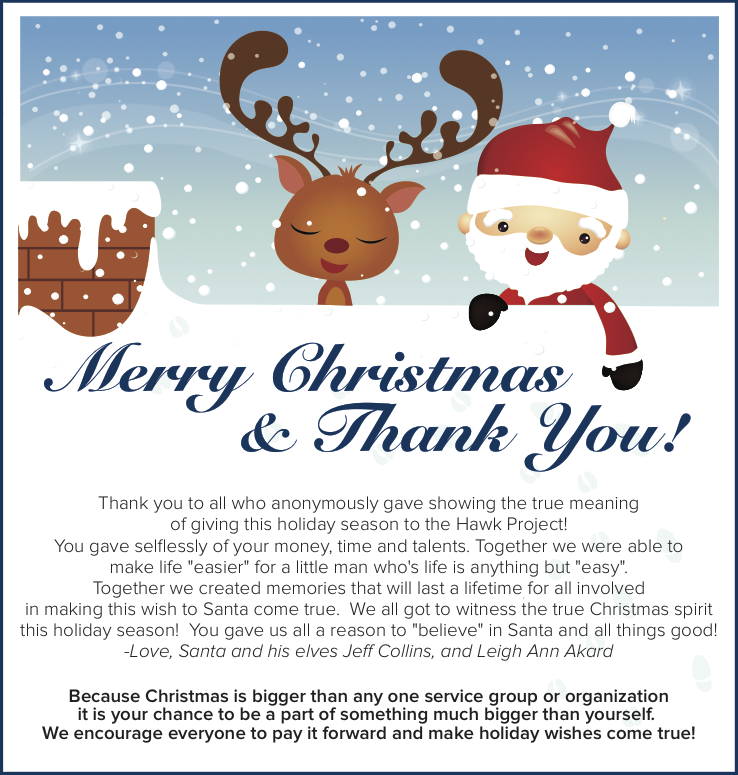 Merry Christmas
& Thank You!
Thank you to all who anonymously gave showing the true meaning
of giving this holiday season to the Hawk Project!
You gave selflessly of your money, time and talents. Together we were able to
make life "easier" for a little man who's life is anything but "easy".
Together we created memories that will last a lifetime for all involved
in making this wish to Santa come true.  We all got to witness the true Christmas spirit
this holiday season!  You gave us all a reason to "believe" in Santa and all things good!
-Love, Santa and his elves Jeff Collins, and Leigh Ann Akard
Because Christmas is bigger than any one service group or organization
it is your chance to be a part of something much bigger than yourself.
We encourage everyone to pay it forward and make holiday wishes come true!